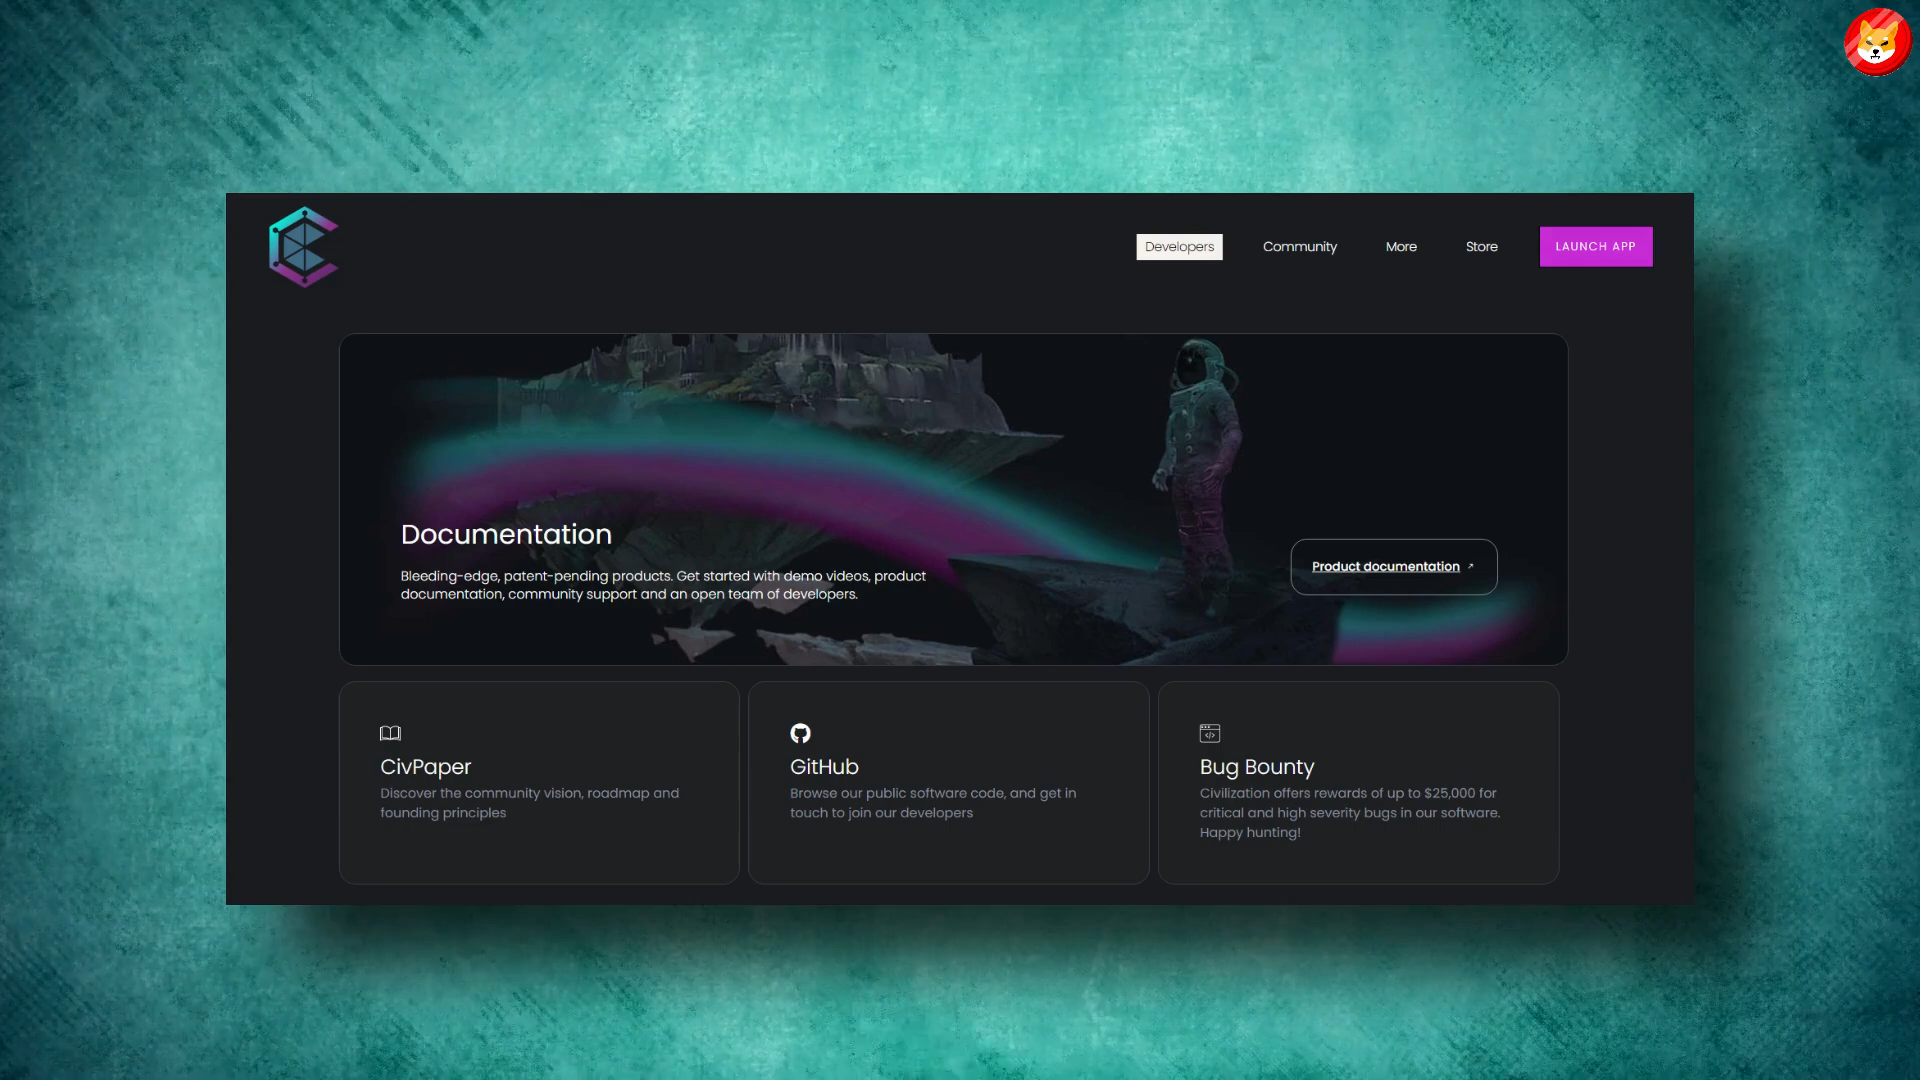 Developers
Community
More
Store
LAUNCH APP
Documentation
Bleeding-edge, patent-pending products. Get started with demo videos, product
documentation, community support and an open team of developers.
Product documentation
CivPaper
Discover the community vision, roadmap and
founding principles
GitHub
Browse our public software code, and get in
touch to join our developers
Bug Bounty
Civilization offers rewards of up to $25,000 for
critical and high severity bugs in our software.
Happy hunting!